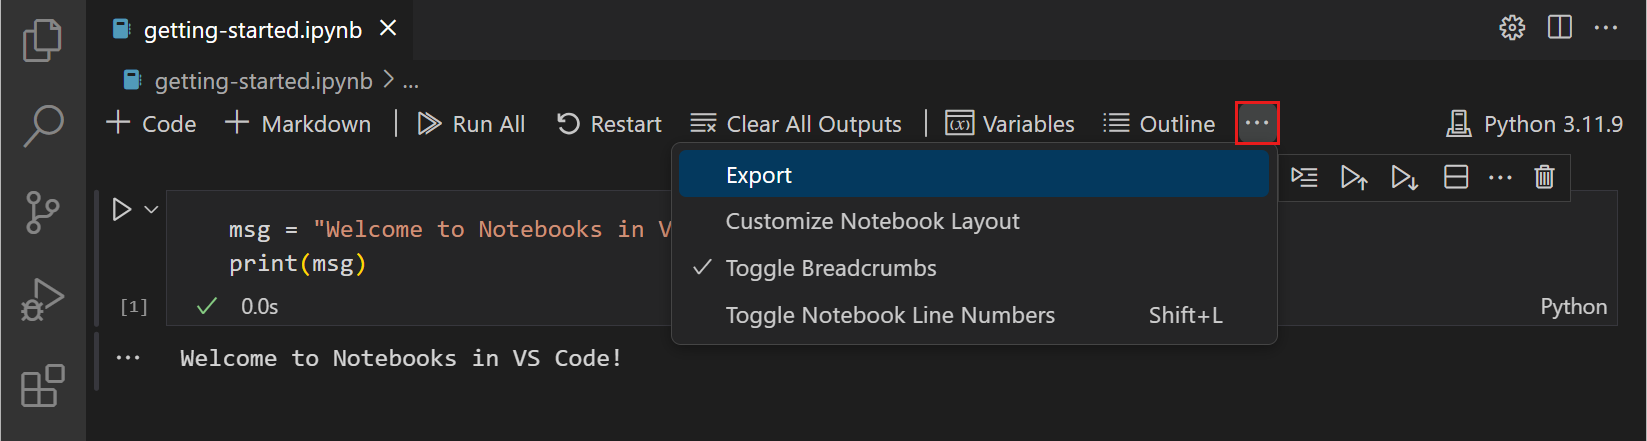 getting-started.ipynb
getting-started.ipynb > ...
Code Markdown Run All Restart Clear All Outputs (x) Variables Outline ... Python 3.11.9
Export
Customize Notebook Layout
msg = "Welcome to Notebooks in V
print(msg)
Toggle Breadcrumbs
[1] 0.0s
Toggle Notebook Line Numbers Shift+L
Python
Welcome to Notebooks in VS Code!